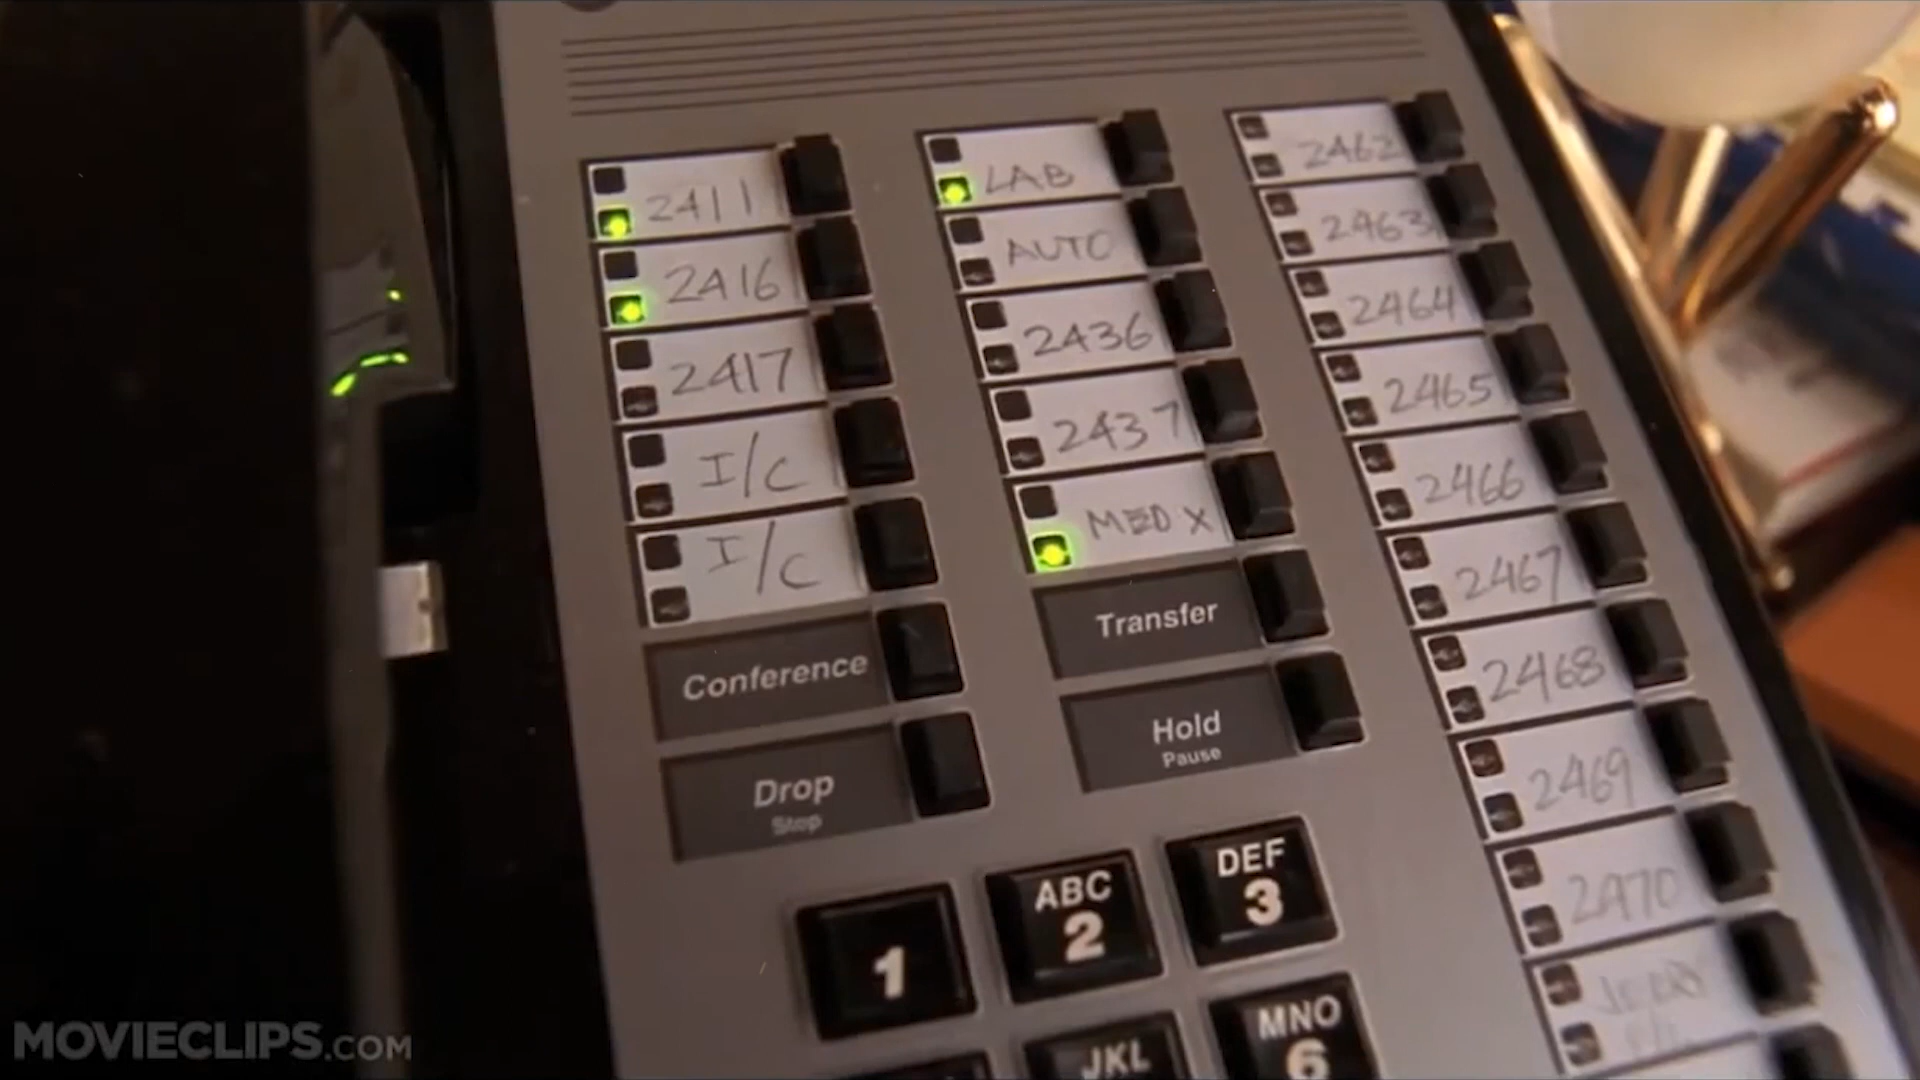 2411
2416
2417
I/C
I/C
Conference
Drop
Stop
LAB
AUTO
2436
2437
MED X
Transfer
Hold
Pause
2462
2463
2464
2465
2466
2467
2468
2469
2470
1
ABC
2
DEF
3
JKL
MNO
6
MOVIECLIPS.COM